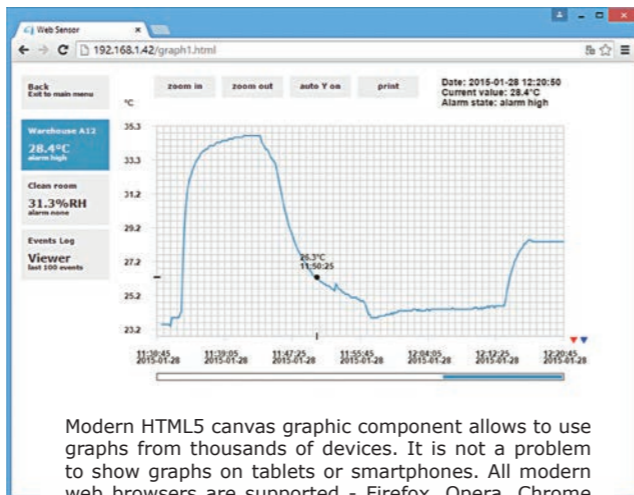 Web Sensor
192.168.1.42/graph1.html
Back
Exit to main menu
zoom in
zoom out
auto Y on
print
Date: 2015-01-28 12:20:50
Current value: 28.4°C
Alarm state: alarm high
Warehouse A12
28.4°C
alarm high
Clean room
31.3%RH
alarm none
Events Log
Viewer
last 100 events
°C
35.3
33.3
31.2
29.2
27.2
25.2
23.2
26.3°C
11:50:25
11:30:45
2015-01-28
11:39:05
2015-01-28
11:47:25
2015-01-28
11:55:45
2015-01-28
12:04:05
2015-01-28
12:12:25
2015-01-28
12:20:45
2015-01-28
Modern HTML5 canvas graphic component allows to use
graphs from thousands of devices. It is not a problem
to show graphs on tablets or smartphones. All modern
web browsers are supported - Firefox, Opera, Chrome